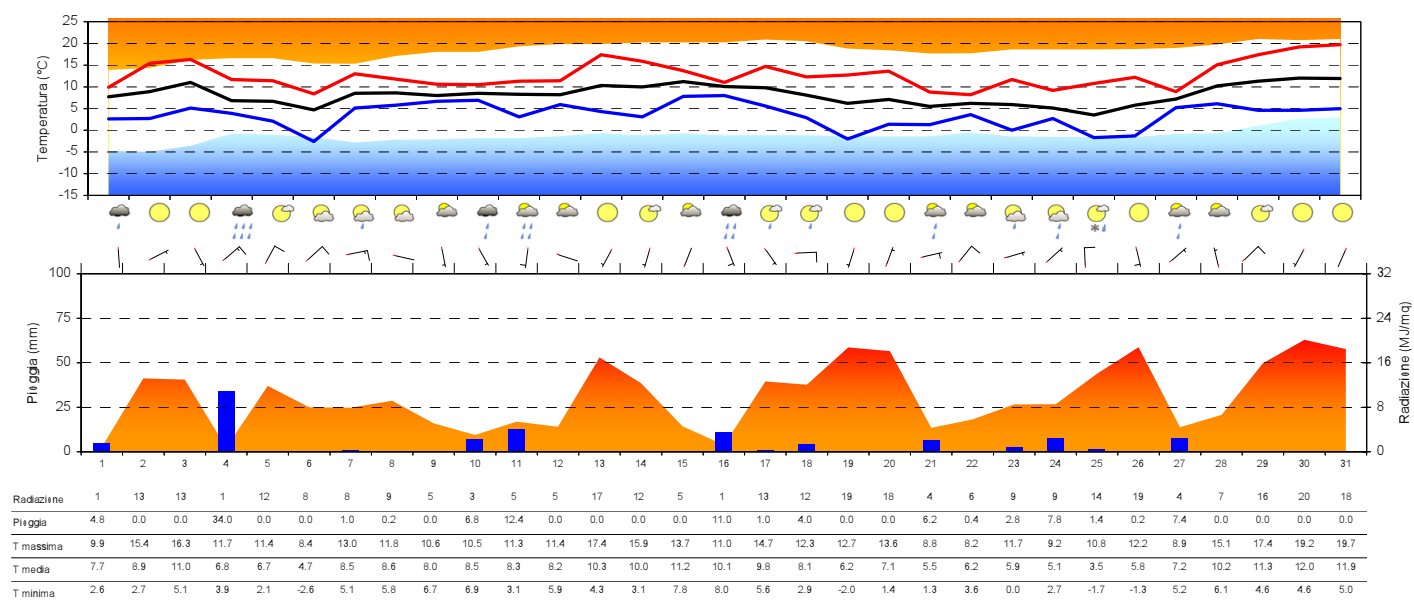 25
20
15
10
5
0
-5
-10
-15
Temperatura (°C)
100
75
50
25
0
Pioggia (mm)
32
24
16
8
0
Radiazione (MJ/mq)
1 2 3 4 5 6 7 8 9 10 11 12 13 14 15 16 17 18 19 20 21 22 23 24 25 26 27 28 29 30 31
Radiazione 1 13 13 1 12 8 8 9 5 3 5 5 17 12 5 1 13 12 19 18 4 6 9 9 14 19 4 7 16 20 18
Pioggia 4.8 0.0 0.0 34.0 0.0 0.0 1.0 0.2 0.0 6.8 12.4 0.0 0.0 0.0 0.0 11.0 1.0 4.0 0.0 0.0 6.2 0.4 2.8 7.8 1.4 0.2 7.4 0.0 0.0 0.0 0.0
T massima 9.9 15.4 16.3 11.7 11.4 8.4 13.0 11.8 10.6 10.5 11.3 11.4 17.4 15.9 13.7 11.0 14.7 12.3 12.7 13.6 8.8 8.2 11.7 9.2 10.8 12.2 8.9 15.1 17.4 19.2 19.7
T media 7.7 8.9 11.0 6.8 6.7 4.7 8.5 8.6 8.0 8.5 8.3 8.2 10.3 10.0 11.2 10.1 9.8 8.1 6.2 7.1 5.5 6.2 5.9 5.1 3.5 5.8 7.2 10.2 11.3 12.0 11.9
T minima 2.6 2.7 5.1 3.9 2.1 -2.6 5.1 5.8 6.7 6.9 3.1 5.9 4.3 3.1 7.8 8.0 5.6 2.9 -2.0 1.4 1.3 3.6 0.0 2.7 -1.7 -1.3 5.2 6.1 4.6 4.6 5.0